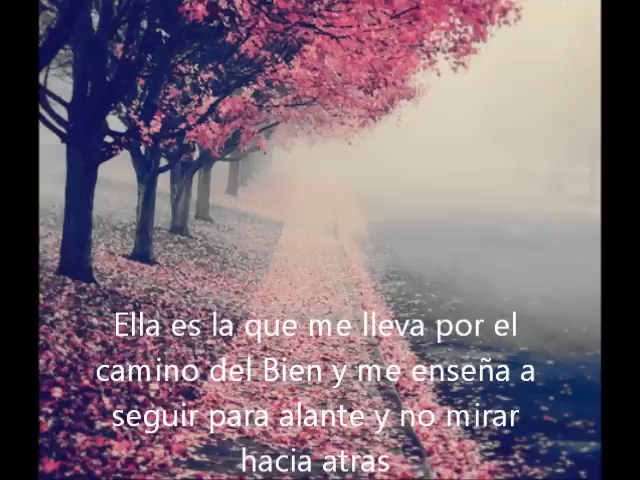 Ella es la que me lleva por el
camino del Bien y me enseña a
seguir para alante y no mirar
hacia atras